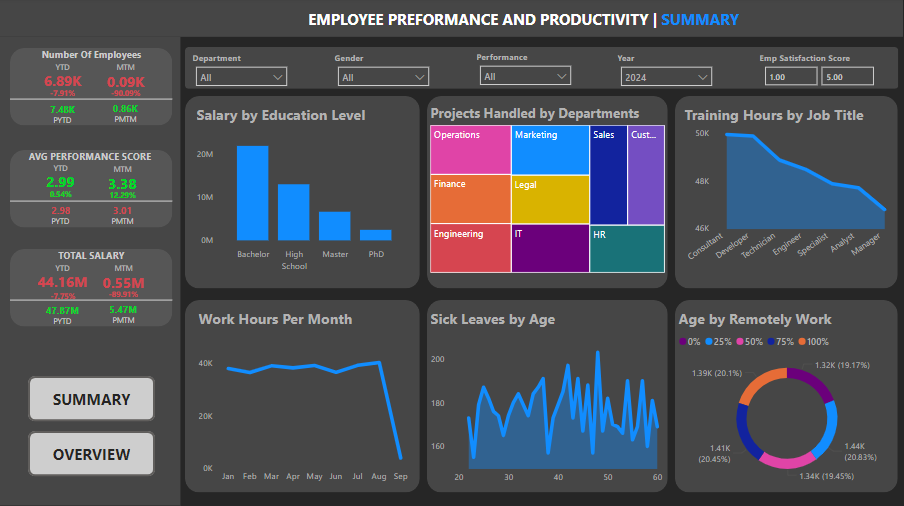 EMPLOYEE PREFORMANCE AND PRODUCTIVITY | SUMMARY
Number Of Employees
YTD MTM
6.89K 0.09K
-7.91% -90.09%
7.48K 0.86K
PYTD PMTM
AVG PERFORMANCE SCORE
YTD MTM
2.99 3.38
0.54% 12.29%
2.98 3.01
PYTD PMTM
TOTAL SALARY
YTD MTM
44.16M 0.55M
-7.75% -89.91%
47.87M 5.47M
PYTD PMTM
SUMMARY
OVERVIEW
Department Gender Performance Year Emp Satisfaction Score
All All All 2024 1.00 5.00
Salary by Education Level
20M
10M
0M
Bachelor High School Master PhD
Projects Handled by Departments
Operations Marketing Sales Cust...
Finance Legal
Engineering IT HR
Training Hours by Job Title
50K
48K
46K
Consultant Developer Technician Engineer Specialist Analyst Manager
Work Hours Per Month
40K
20K
0K
Jan Feb Mar Apr May Jun Jul Aug Sep
Sick Leaves by Age
200
180
160
22 30 40 50 60
Age by Remotely Work
0% 25% 50% 75% 100%
1.32K (19.17%)
1.39K (20.1%)
1.41K (20.45%)
1.44K (20.83%)
1.34K (19.45%)